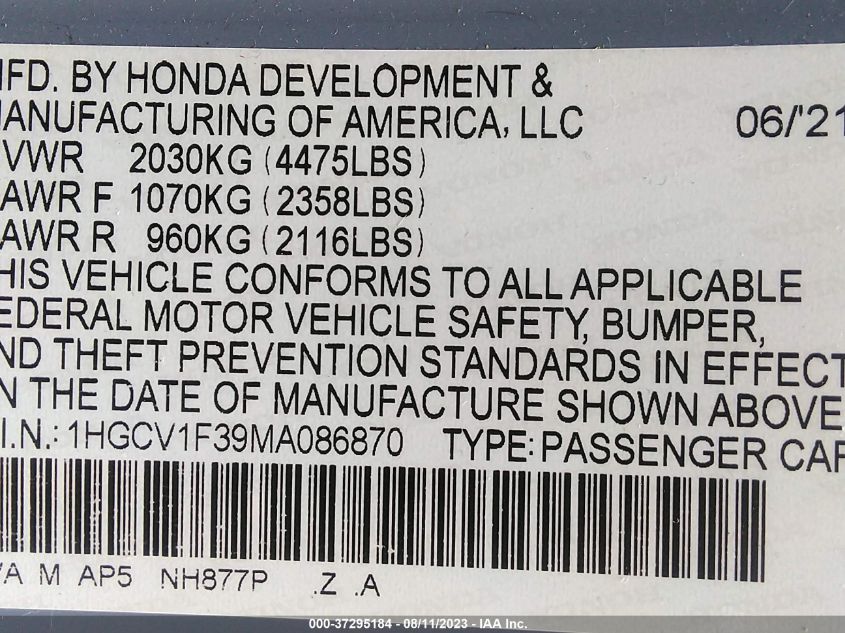 MFD. BY HONDA DEVELOPMENT &
MANUFACTURING OF AMERICA, LLC 06/'21
VWR 2030KG (4475LBS)
AWR F 1070KG (2358LBS)
AWR R 960KG (2116LBS)
HIS VEHICLE CONFORMS TO ALL APPLICABLE
EDERAL MOTOR VEHICLE SAFETY, BUMPER,
ND THEFT PREVENTION STANDARDS IN EFFECT
N THE DATE OF MANUFACTURE SHOWN ABOVE
.I.N.: 1HGCV1F39MA086870 TYPE: PASSENGER CAR
A M AP5 NH877P .Z .A
000-37295184 - 08/11/2023 - IAA Inc.